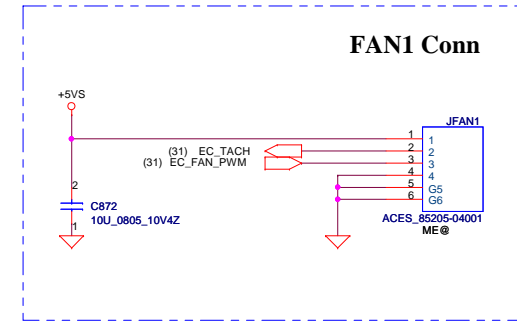 FAN1 Conn
+5VS
JFAN1
1 1
(31) EC_TACH 2 2
(31) EC_FAN_PWM 3 3
4 4
5 G5
6 G6
2
C872
10U_0805_10V4Z
1
ACES_85205-04001
ME@